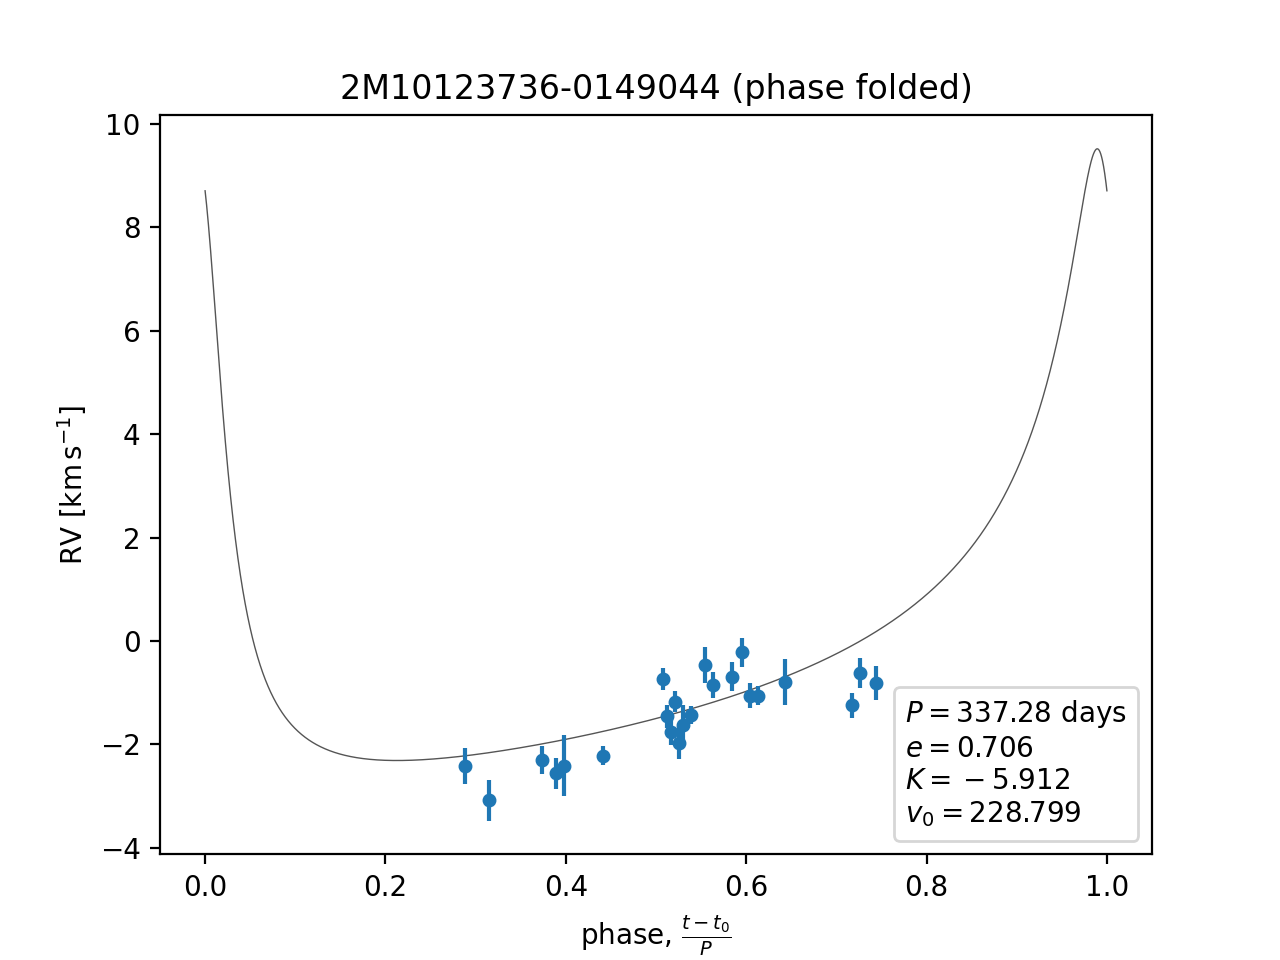 2M10123736-0149044 (phase folded)
10
8
6
4
2
0
−2
−4
RV [km s⁻¹]
P = 337.28 days
e = 0.706
K = −5.912
v₀ = 228.799
0.0 0.2 0.4 0.6 0.8 1.0
phase, (t − t₀)/P